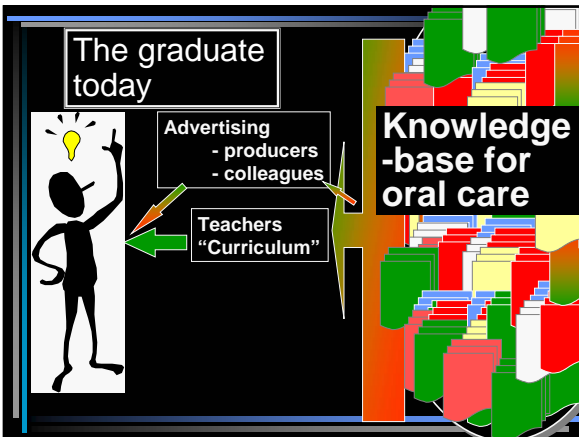 The graduate
today
Advertising
- producers
- colleagues
Teachers
“Curriculum”
Knowledge
-base for
oral care